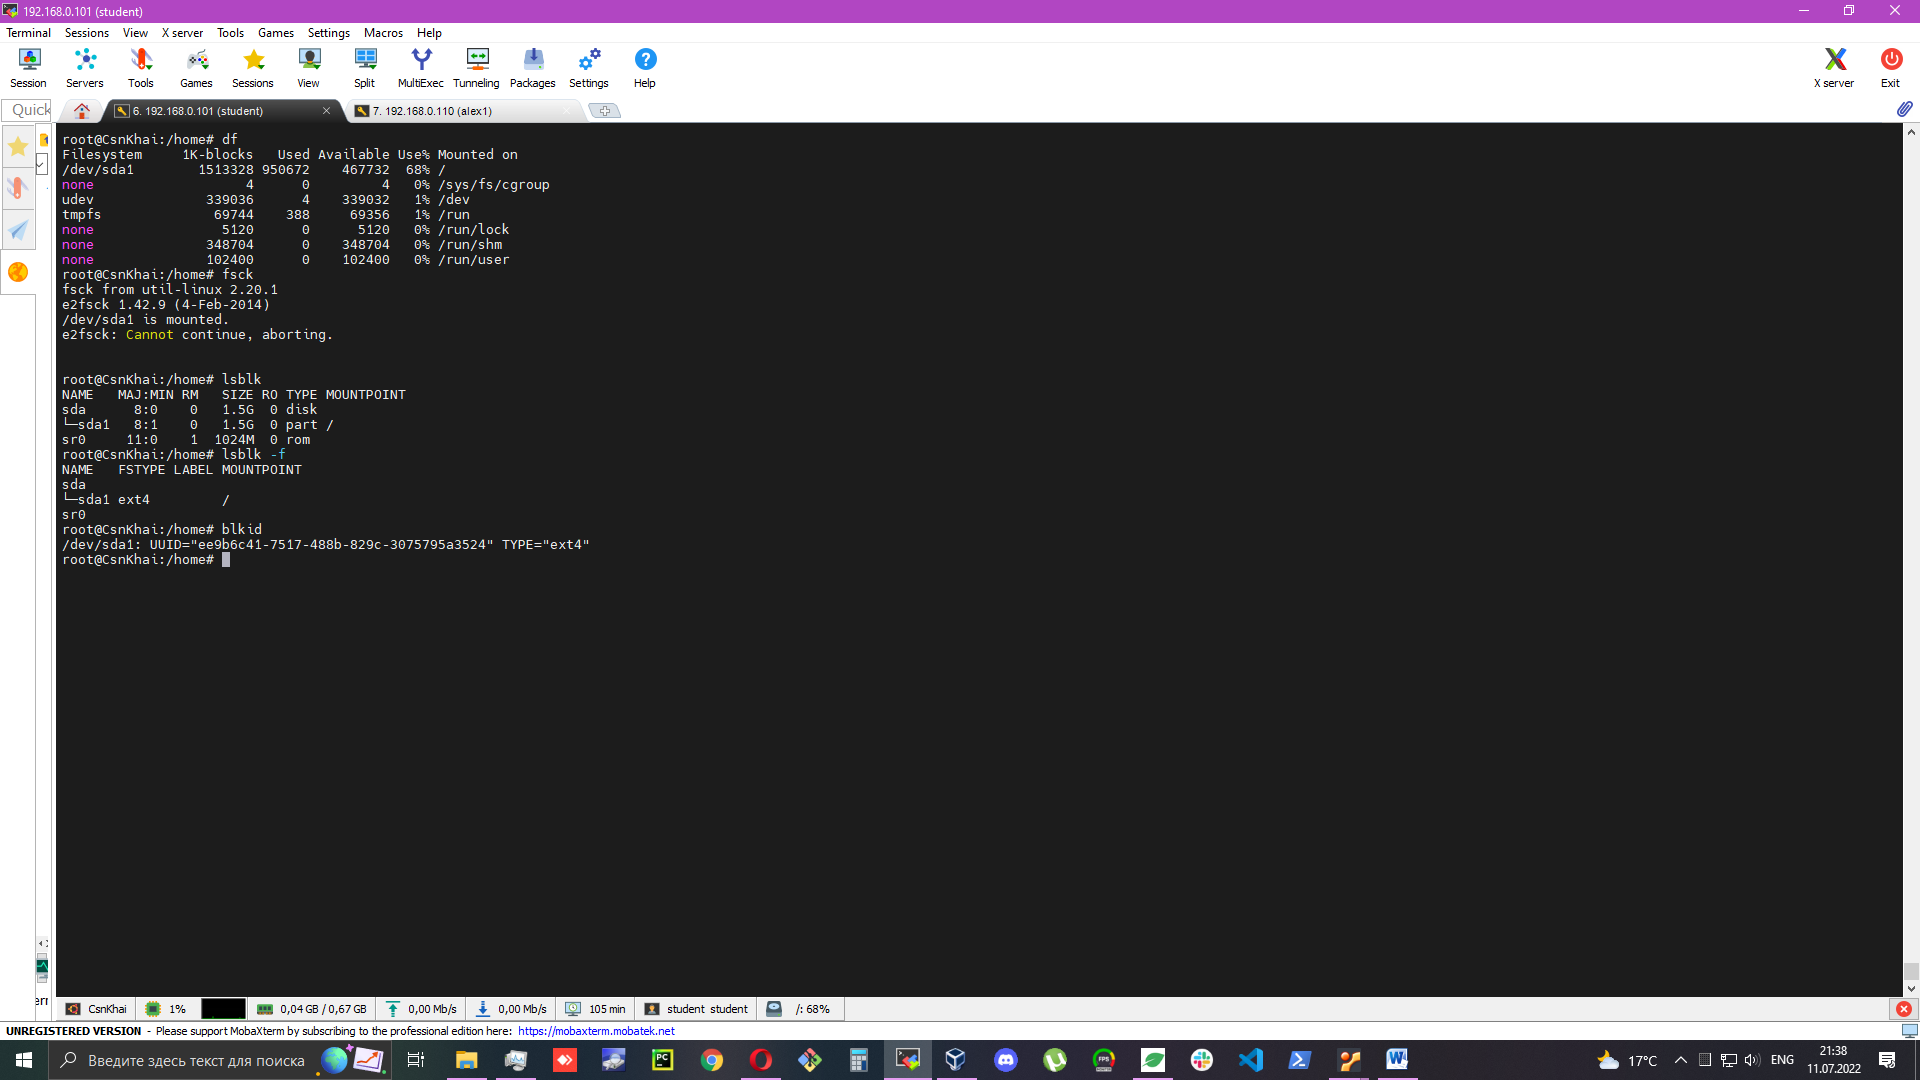 192.168.0.101 (student)
Terminal Sessions View X server Tools Games Settings Macros Help
Session Servers Tools Games Sessions View Split MultiExec Tunneling Packages Settings Help X server Exit
Quick 6. 192.168.0.101 (student) 7. 192.168.0.110 (alex1)
root@CsnKhai:/home# df
Filesystem     1K-blocks   Used Available Use% Mounted on
/dev/sda1        1513328 950672    467732  68% /
none                   4      0         4   0% /sys/fs/cgroup
udev              339036      4    339032   1% /dev
tmpfs              69744    388     69356   1% /run
none                5120      0      5120   0% /run/lock
none              348704      0    348704   0% /run/shm
none              102400      0    102400   0% /run/user
root@CsnKhai:/home# fsck
fsck from util-linux 2.20.1
e2fsck 1.42.9 (4-Feb-2014)
/dev/sda1 is mounted.
e2fsck: Cannot continue, aborting.
root@CsnKhai:/home# lsblk
NAME   MAJ:MIN RM   SIZE RO TYPE MOUNTPOINT
sda      8:0    0   1.5G  0 disk
└─sda1   8:1    0   1.5G  0 part /
sr0     11:0    1  1024M  0 rom
root@CsnKhai:/home# lsblk -f
NAME   FSTYPE LABEL MOUNTPOINT
sda
└─sda1 ext4         /
sr0
root@CsnKhai:/home# blkid
/dev/sda1: UUID="ee9b6c41-7517-488b-829c-3075795a3524" TYPE="ext4"
root@CsnKhai:/home#
CsnKhai 1% 0,04 GB / 0,67 GB 0,00 Mb/s 0,00 Mb/s 105 min student student /: 68%
UNREGISTERED VERSION - Please support MobaXterm by subscribing to the professional edition here: https://mobaxterm.mobatek.net
Введите здесь текст для поиска 17°C ENG 21:38
11.07.2022